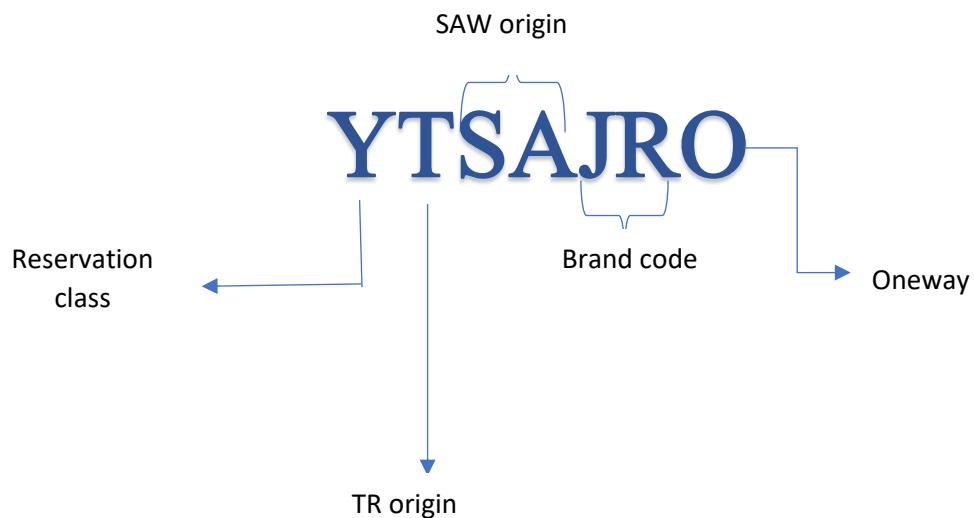 SAW origin
YTSAJRO
Reservation
class
Brand code
Oneway
TR origin